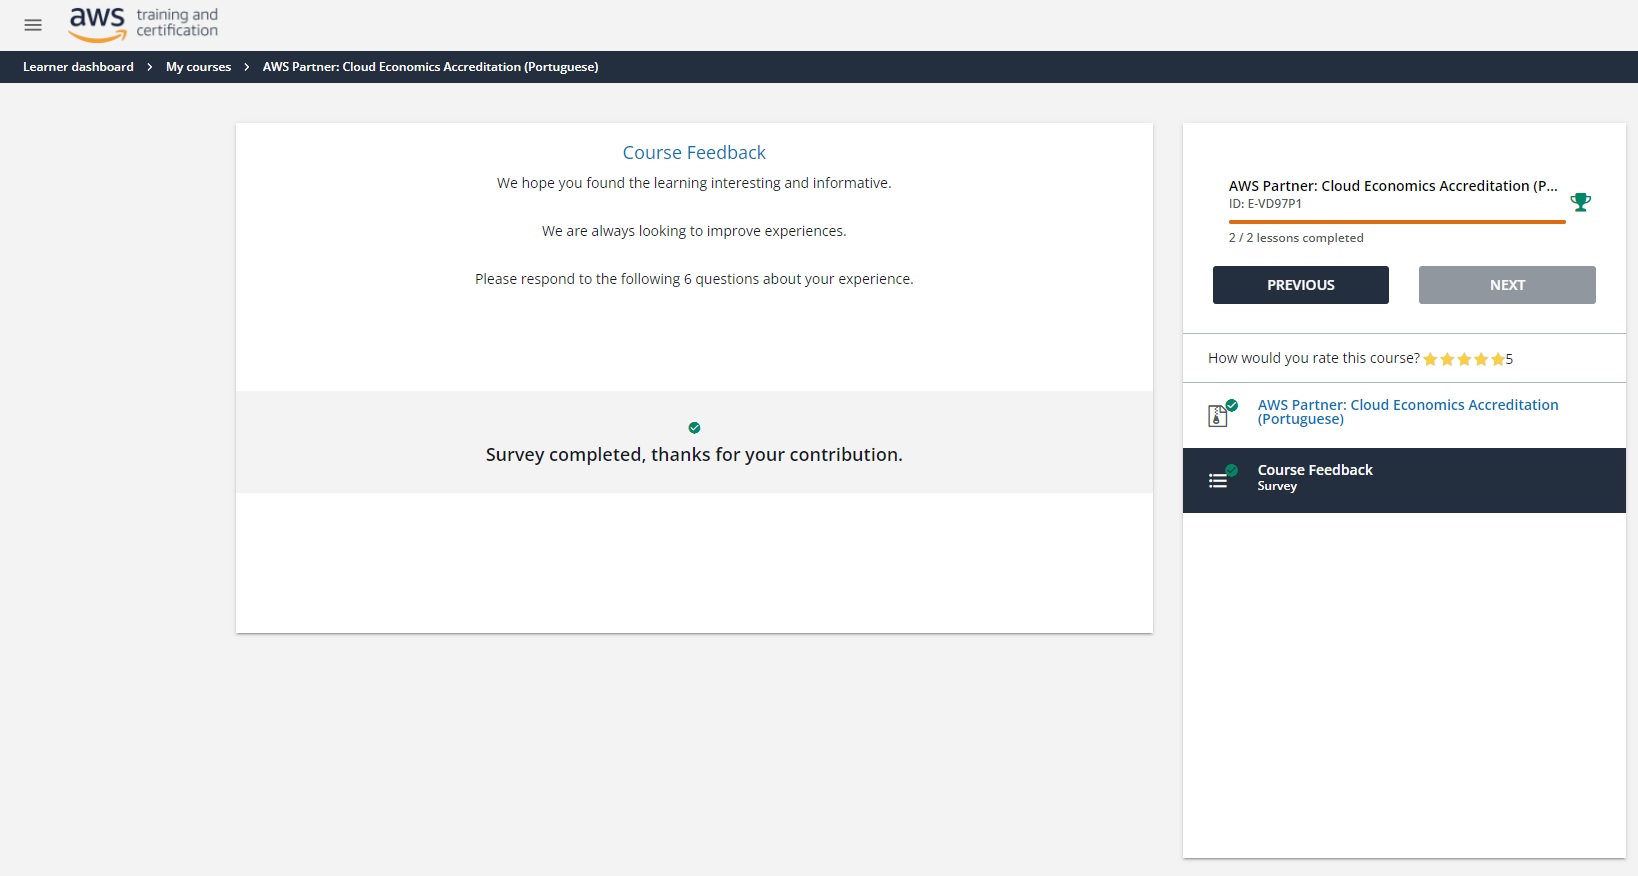 aws training and
certification
Learner dashboard > My courses > AWS Partner: Cloud Economics Accreditation (Portuguese)
Course Feedback
We hope you found the learning interesting and informative.
We are always looking to improve experiences.
Please respond to the following 6 questions about your experience.
Survey completed, thanks for your contribution.
AWS Partner: Cloud Economics Accreditation (P...
ID: E-VD97P1
2 / 2 lessons completed
PREVIOUS NEXT
How would you rate this course? 5
AWS Partner: Cloud Economics Accreditation
(Portuguese)
Course Feedback
Survey